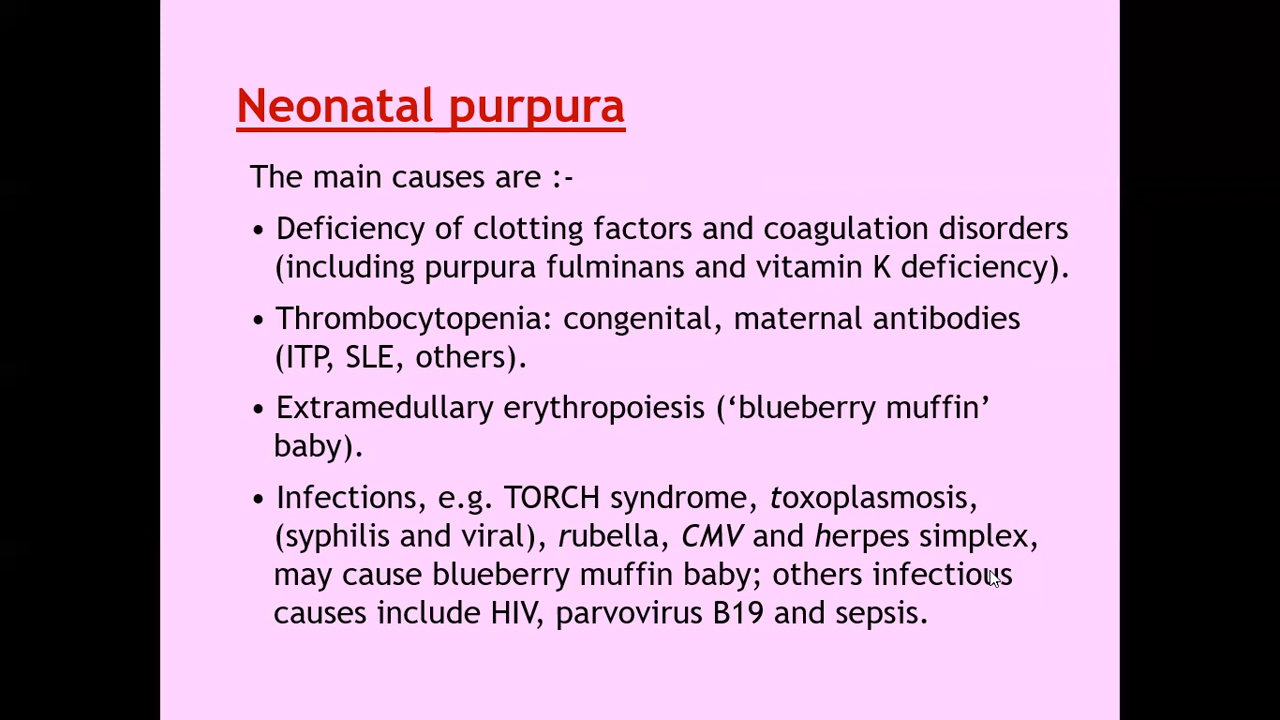 Neonatal purpura
The main causes are :-
• Deficiency of clotting factors and coagulation disorders
(including purpura fulminans and vitamin K deficiency).
• Thrombocytopenia: congenital, maternal antibodies
(ITP, SLE, others).
• Extramedullary erythropoiesis (‘blueberry muffin’
baby).
• Infections, e.g. TORCH syndrome, toxoplasmosis,
(syphilis and viral), rubella, CMV and herpes simplex,
may cause blueberry muffin baby; others infectious
causes include HIV, parvovirus B19 and sepsis.